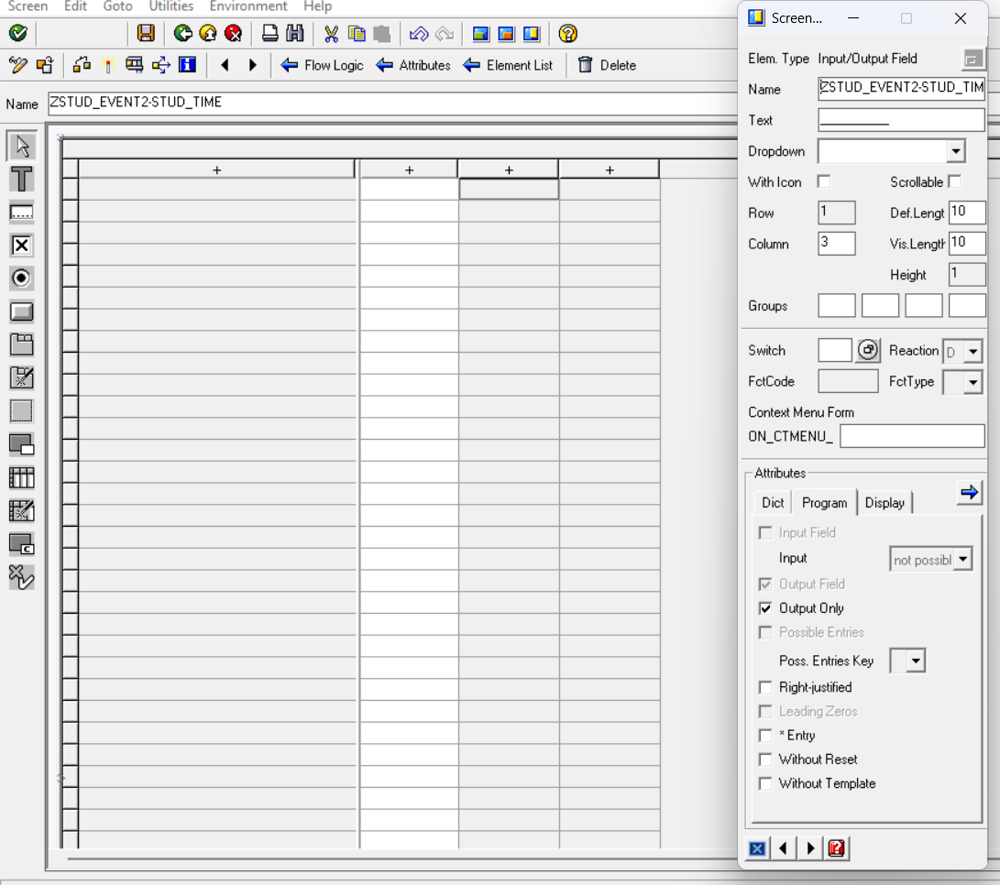 Screen Edit Goto Utilities Environment Help
Flow Logic Attributes Element List Delete
Name ZSTUD_EVENT2-STUD_TIME
+ + + +
Screen...
Elem. Type Input/Output Field
Name ZSTUD_EVENT2-STUD_TIM
Text __________
Dropdown
With Icon Scrollable
Row 1 Def.Lengt 10
Column 3 Vis.Length 10
Height 1
Groups
Switch Reaction D
FctCode FctType
Context Menu Form
ON_CTMENU_
Attributes
Dict Program Display
Input Field
Input not possibl
Output Field
Output Only
Possible Entries
Poss. Entries Key
Right-justified
Leading Zeros
* Entry
Without Reset
Without Template